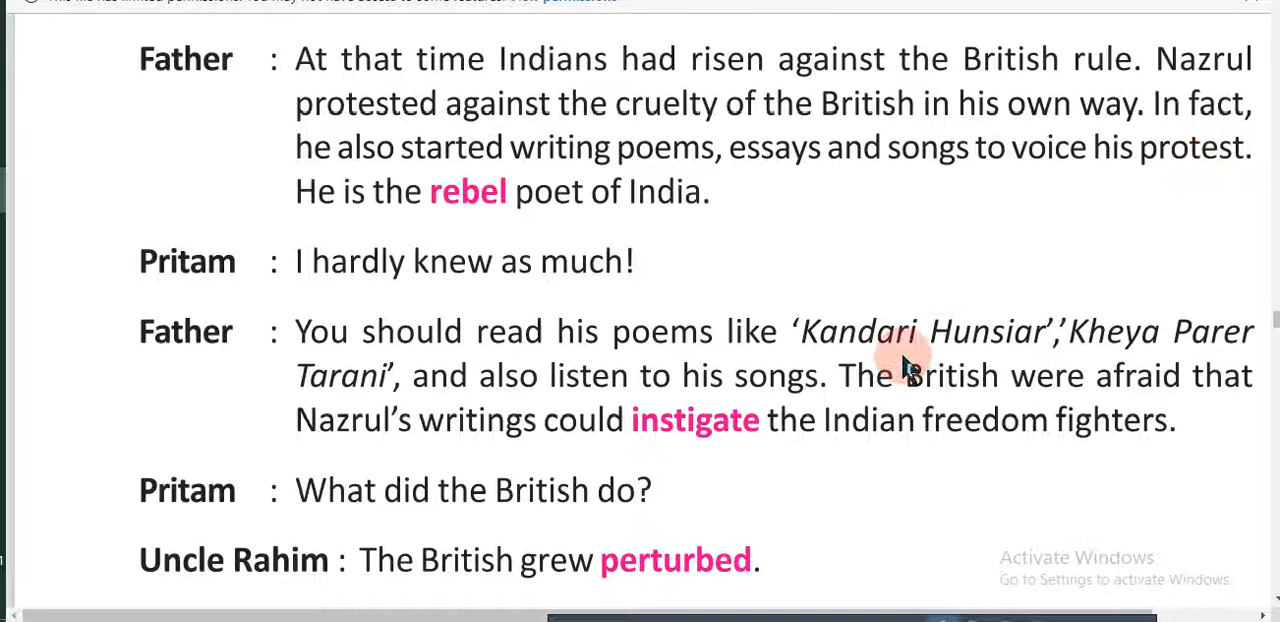 Father : At that time Indians had risen against the British rule. Nazrul
protested against the cruelty of the British in his own way. In fact,
he also started writing poems, essays and songs to voice his protest.
He is the rebel poet of India.
Pritam : I hardly knew as much!
Father : You should read his poems like ‘Kandari Hunsiar’,’Kheya Parer
Tarani’, and also listen to his songs. The British were afraid that
Nazrul’s writings could instigate the Indian freedom fighters.
Pritam : What did the British do?
Uncle Rahim : The British grew perturbed.
Activate Windows
Go to Settings to activate Windows.